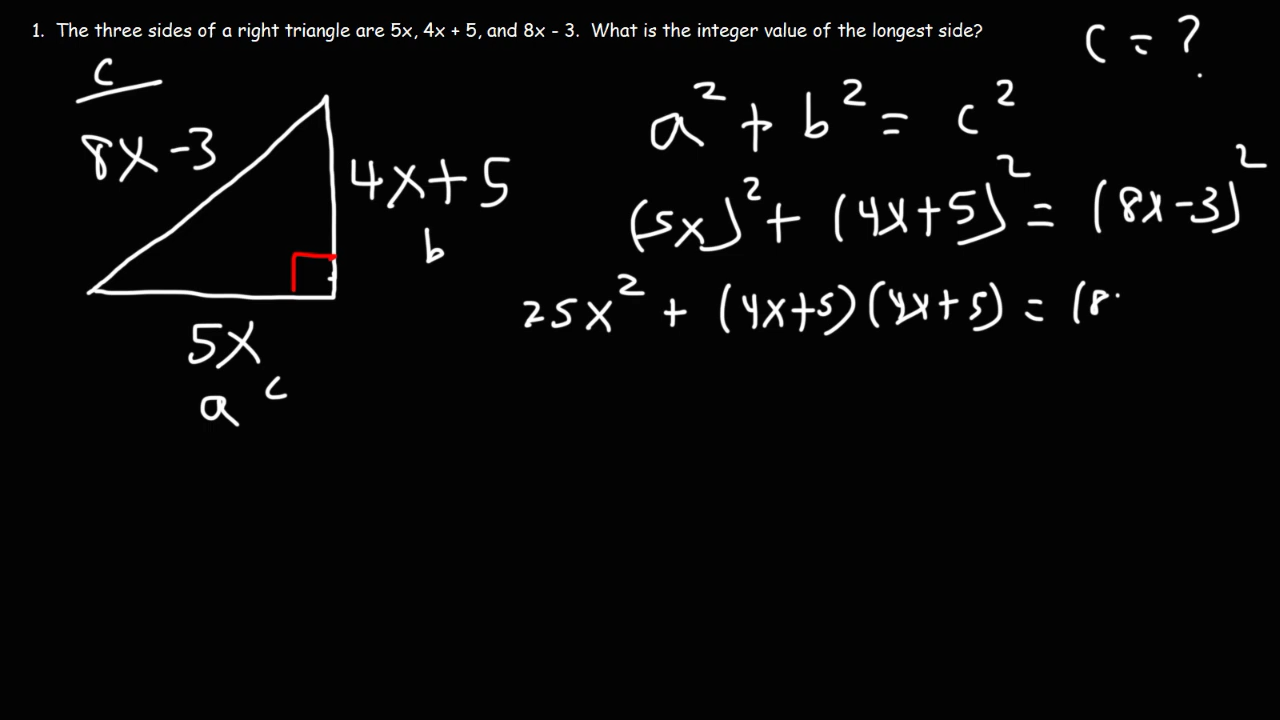 1. The three sides of a right triangle are 5x, 4x + 5, and 8x - 3. What is the integer value of the longest side?
c = ?
c
8x - 3
4x + 5
b
5x
a c
a² + b² = c²
(5x)² + (4x+5)² = (8x-3)²
25x² + (4x+5)(4x+5) = (8